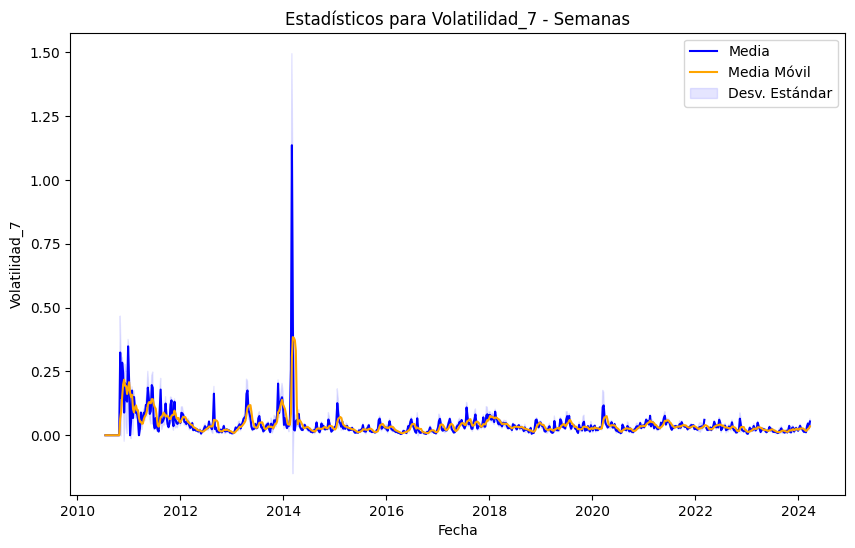 Estadísticos para Volatilidad_7 - Semanas
Media
Media Móvil
Desv. Estándar
Volatilidad_7
1.50
1.25
1.00
0.75
0.50
0.25
0.00
2010
2012
2014
2016
2018
2020
2022
2024
Fecha